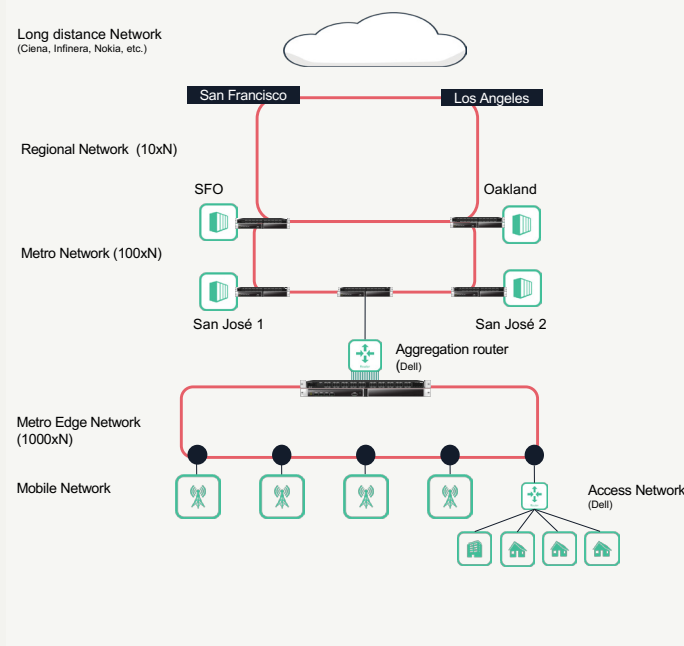 Long distance Network
(Ciena, Infinera, Nokia, etc.)
San Francisco
Los Angeles
Regional Network (10xN)
SFO
Oakland
Metro Network (100xN)
San José 1
San José 2
Aggregation router
(Dell)
Metro Edge Network
(1000xN)
Mobile Network
Access Network
(Dell)